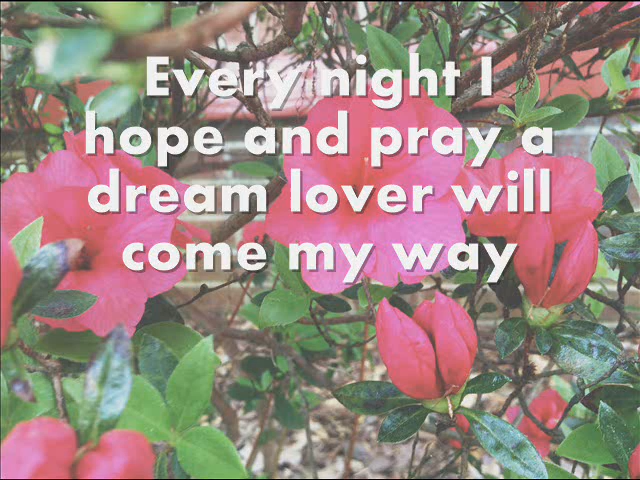 Every night I
hope and pray a
dream lover will
come my way